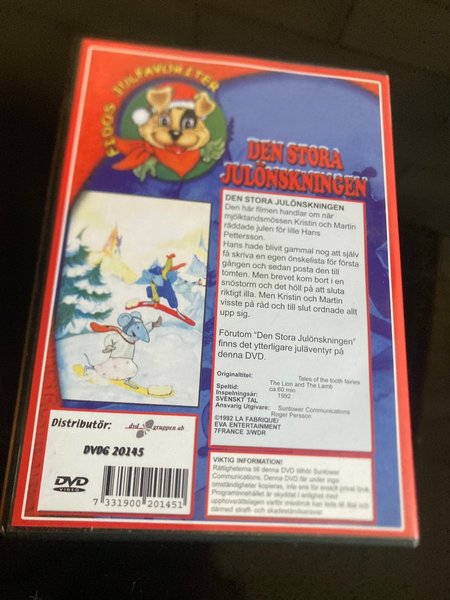 FIDOS JULFAVORITER
DEN STORA
JULÖNSKNINGEN
DEN STORA JULÖNSKNINGEN
Den här filmen handlar om när
mjölktandsmössen Kristin och Martin
räddade julen för lille Hans
Pettersson.
Hans hade blivit gammal nog att själv
få skriva en egen önskelista för första
gången och sedan posta den till
tomten. Men brevet kom bort i en
snöstorm och det höll på att sluta
riktigt illa. Men Kristin och Martin
visste på råd och till slut ordnade allt
upp sig.
Förutom "Den Stora Julönskningen"
finns det ytterligare juläventyr på
denna DVD.
Originaltitel: Tales of the tooth fairies
The Lion and The Lamb
Speltid: ca 60 min
Inspelningsår: 1992
SVENSKT TAL
Ansvarig Utgivare: Suntower Communications
Roger Persson
©1992 LA FABRIQUE/
EVA ENTERTAINMENT
7FRANCE 3/WDR
Distributör: dvd gruppen ab
DVDG 20145
DVD
VIDEO
7 331900 201451
VIKTIG INFORMATION!
Rättigheterna till denna DVD tillhör Suntower
Communications. Denna DVD får under inga
omständigheter kopieras, inte ens för enskilt privat bruk.
Programinnehållet är skyddat i enlighet med
upphovsrättslagen varför missbruk kan leda till åtal och
därmed straff- och skadeståndsansvar.